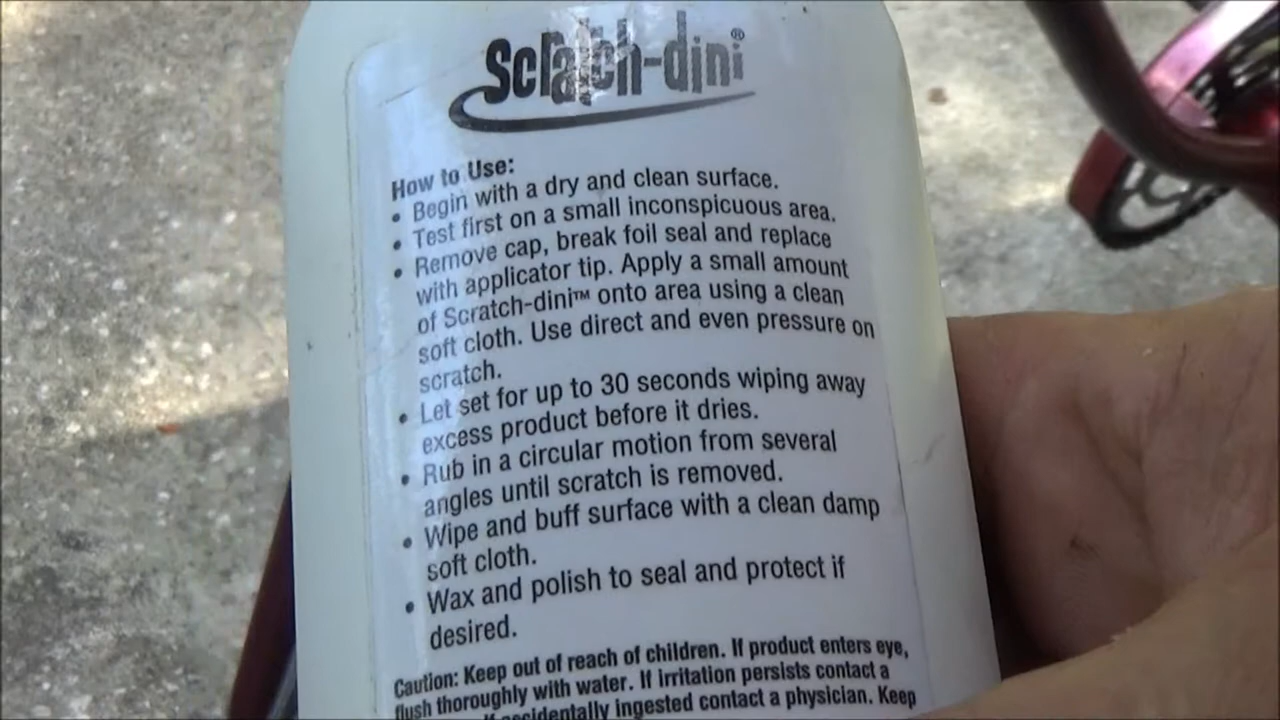 Scratch-dini®
How to Use:
• Begin with a dry and clean surface.
• Test first on a small inconspicuous area.
• Remove cap, break foil seal and replace
with applicator tip. Apply a small amount
of Scratch-dini™ onto area using a clean
soft cloth. Use direct and even pressure on
scratch.
• Let set for up to 30 seconds wiping away
excess product before it dries.
• Rub in a circular motion from several
angles until scratch is removed.
• Wipe and buff surface with a clean damp
soft cloth.
• Wax and polish to seal and protect if
desired.
Caution: Keep out of reach of children. If product enters eye,
flush thoroughly with water. If irritation persists contact a
If accidentally ingested contact a physician. Keep